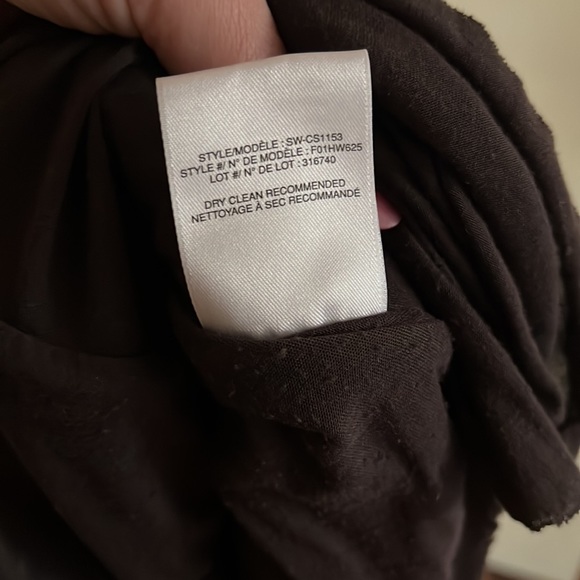 STYLE/MODÈLE : SW-CS1153
STYLE #/ N° DE MODÈLE : F01HW625
LOT #/ N° DE LOT : 316740
DRY CLEAN RECOMMENDED
NETTOYAGE À SEC RECOMMANDÉ